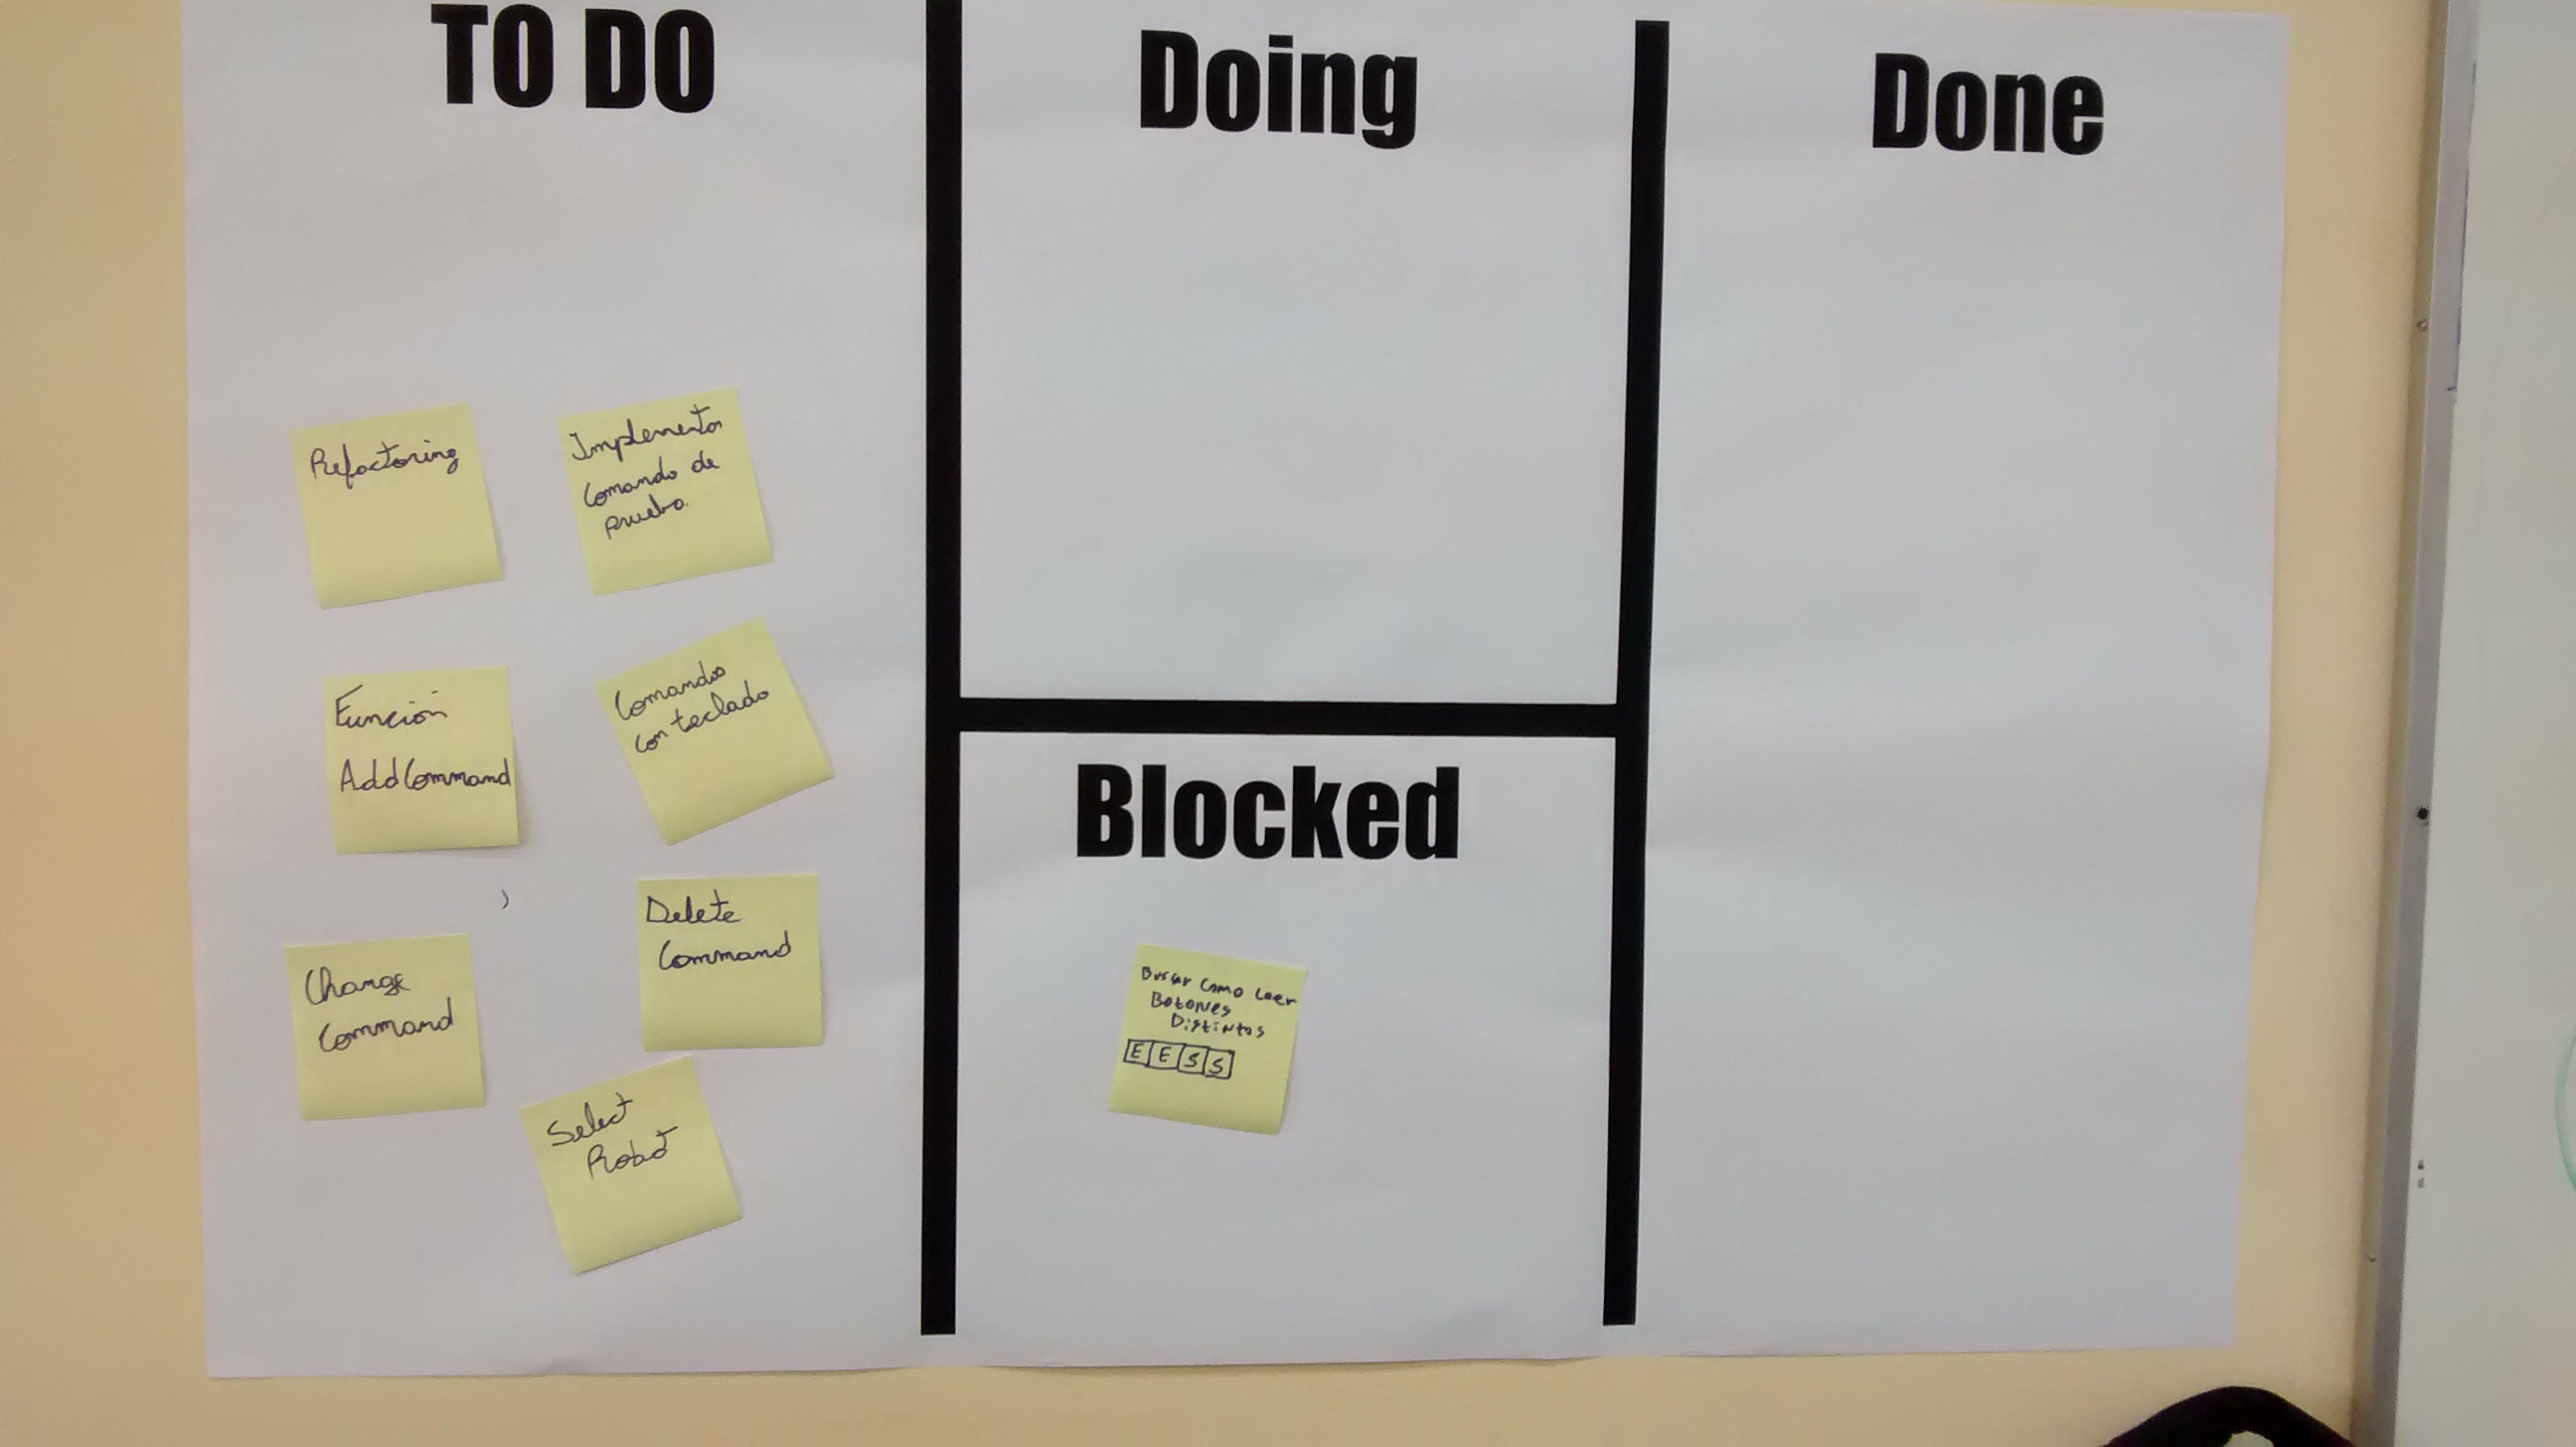 TO DO
Refactoring
Implementar
Comando de
prueba.
Función
AddCommand
Comandos
con teclado
Change
Command
Delete
Command
Select
Robot
Doing
Blocked
Buscar Como Leer
Botones
Distintos
E E S S
Done